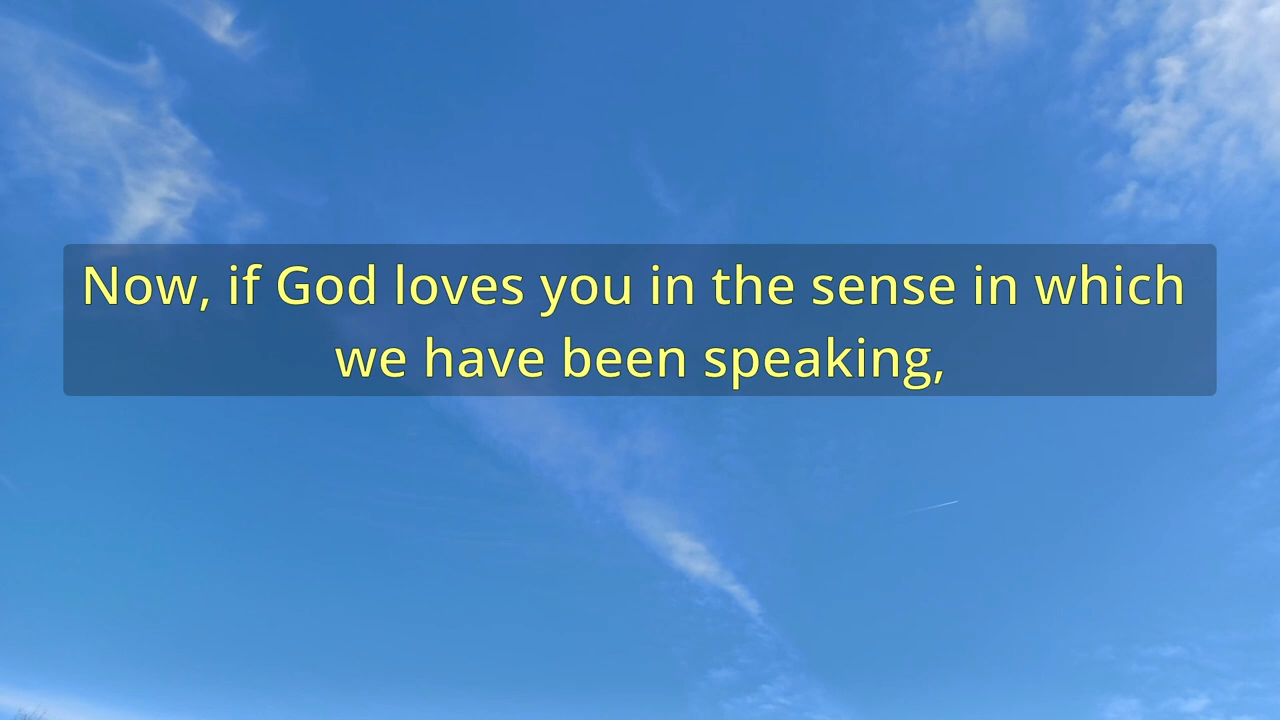 Now, if God loves you in the sense in which
we have been speaking,